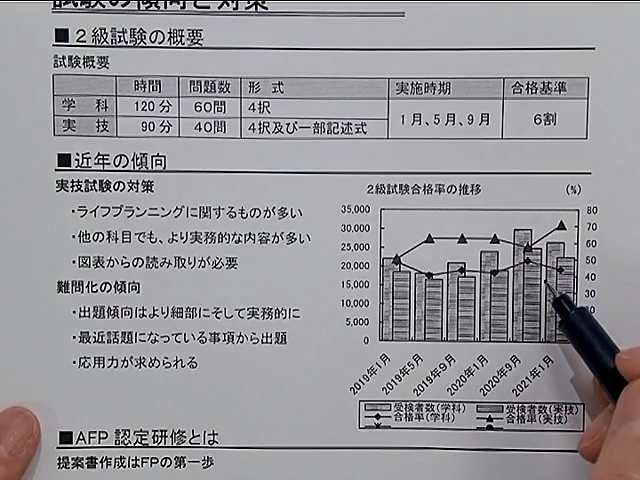 試験の傾向と対策
■２級試験の概要
試験概要
時間 問題数 形　式 実施時期 合格基準
学　科 120分 60問 4択 1月、5月、9月 6割
実　技 90分 40問 4択及び一部記述式
■近年の傾向
実技試験の対策
・ライフプランニングに関するものが多い
・他の科目でも、より実務的な内容が多い
・図表からの読み取りが必要
難問化の傾向
・出題傾向はより細部にそして実務的に
・最近話題になっている事項から出題
・応用力が求められる
２級試験合格率の推移 (%)
35,000
30,000
25,000
20,000
15,000
10,000
5,000
0
80
70
60
50
40
30
20
2019年1月 2019年5月 2019年9月 2020年1月 2020年9月 2021年1月
受検者数(学科) 受検者数(実技)
合格率(学科) 合格率(実技)
■AFP 認定研修とは
提案書作成はFPの第一歩